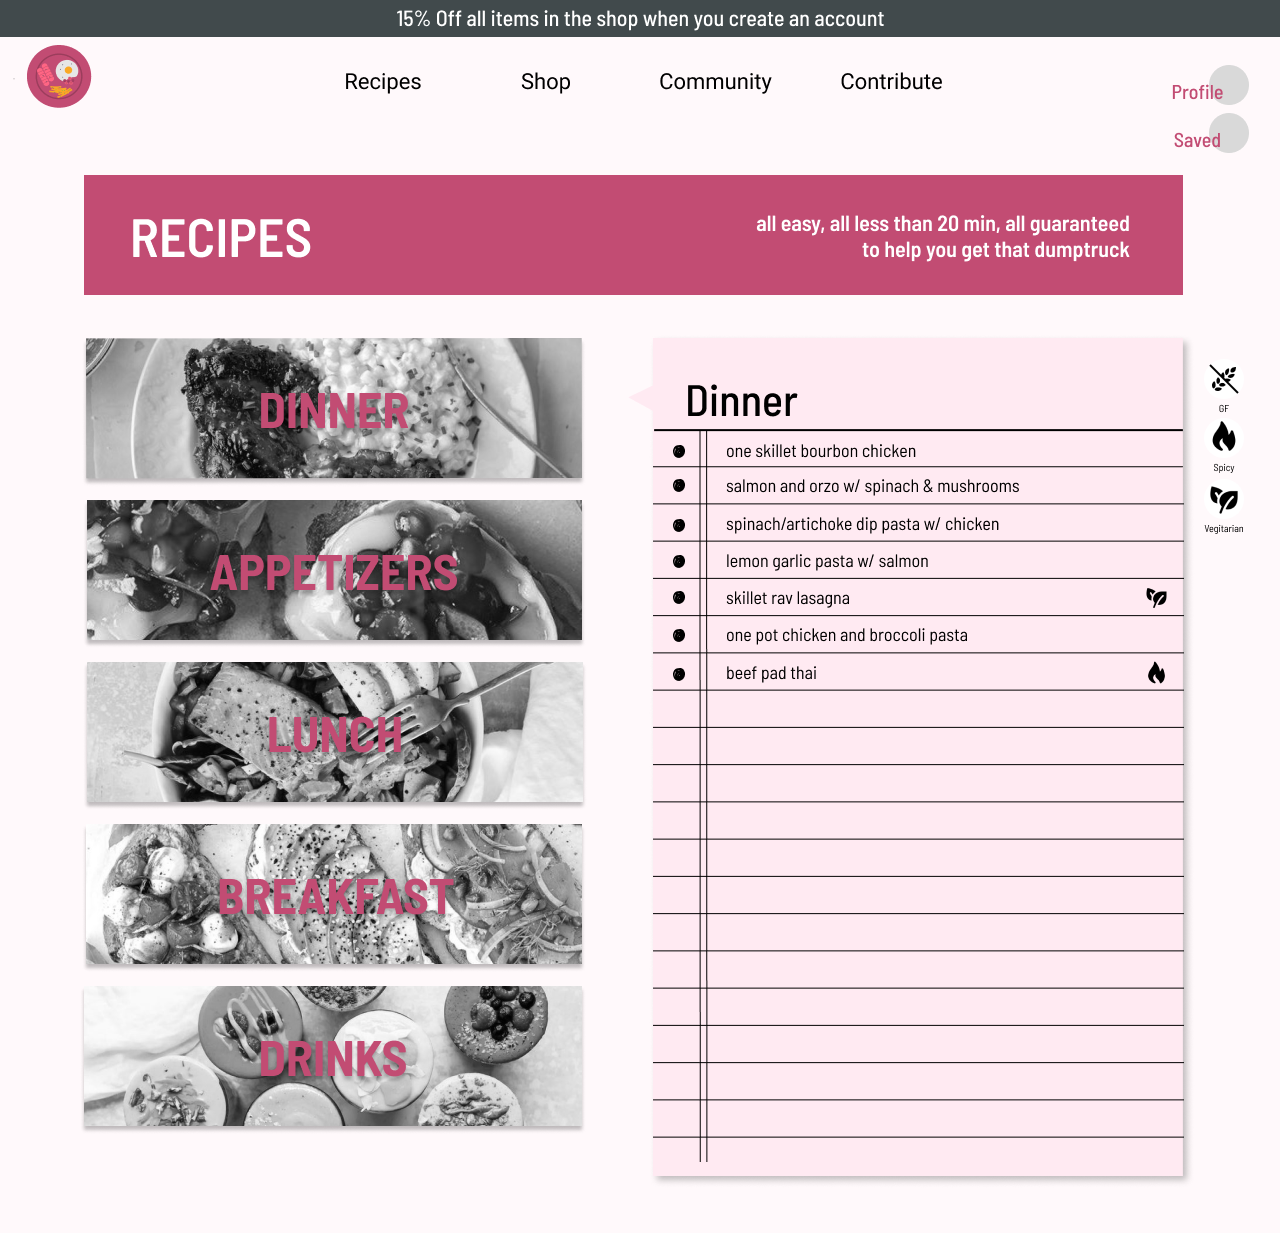 15% Off all items in the shop when you create an account
Recipes
Shop
Community
Contribute
Profile
Saved
RECIPES
all easy, all less than 20 min, all guaranteed
to help you get that dumptruck
DINNER
APPETIZERS
LUNCH
BREAKFAST
DRINKS
Dinner
one skillet bourbon chicken
salmon and orzo w/ spinach & mushrooms
spinach/artichoke dip pasta w/ chicken
lemon garlic pasta w/ salmon
skillet rav lasagna
one pot chicken and broccoli pasta
beef pad thai
GF
Spicy
Vegitarian